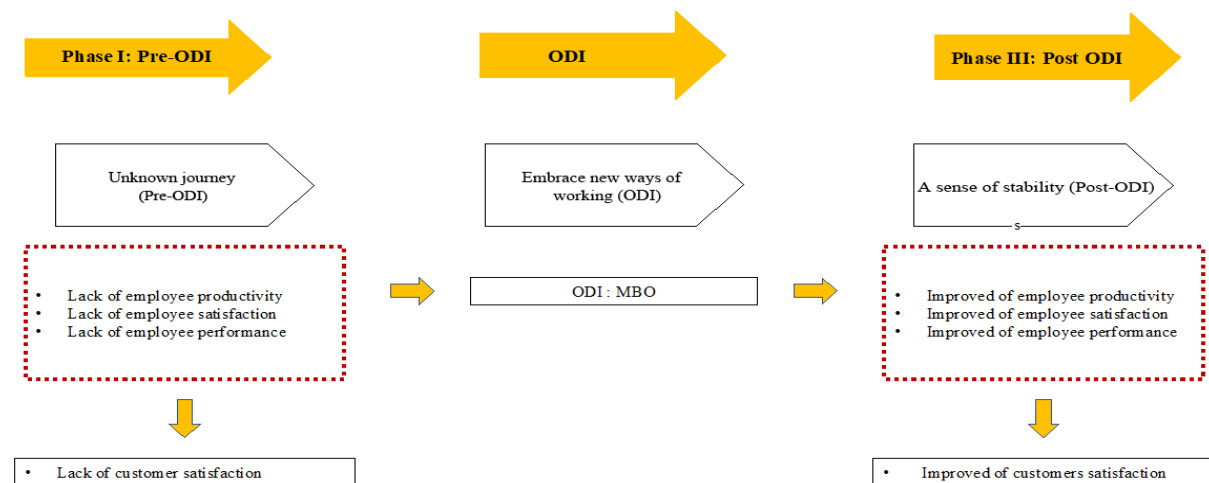 Phase I: Pre-ODI
ODI
Phase III: Post ODI
Unknown journey
(Pre-ODI)
Embrace new ways of
working (ODI)
A sense of stability (Post-ODI)
s
• Lack of employee productivity
• Lack of employee satisfaction
• Lack of employee performance
ODI : MBO
• Improved of employee productivity
• Improved of employee satisfaction
• Improved of employee performance
• Lack of customer satisfaction
• Improved of customers satisfaction